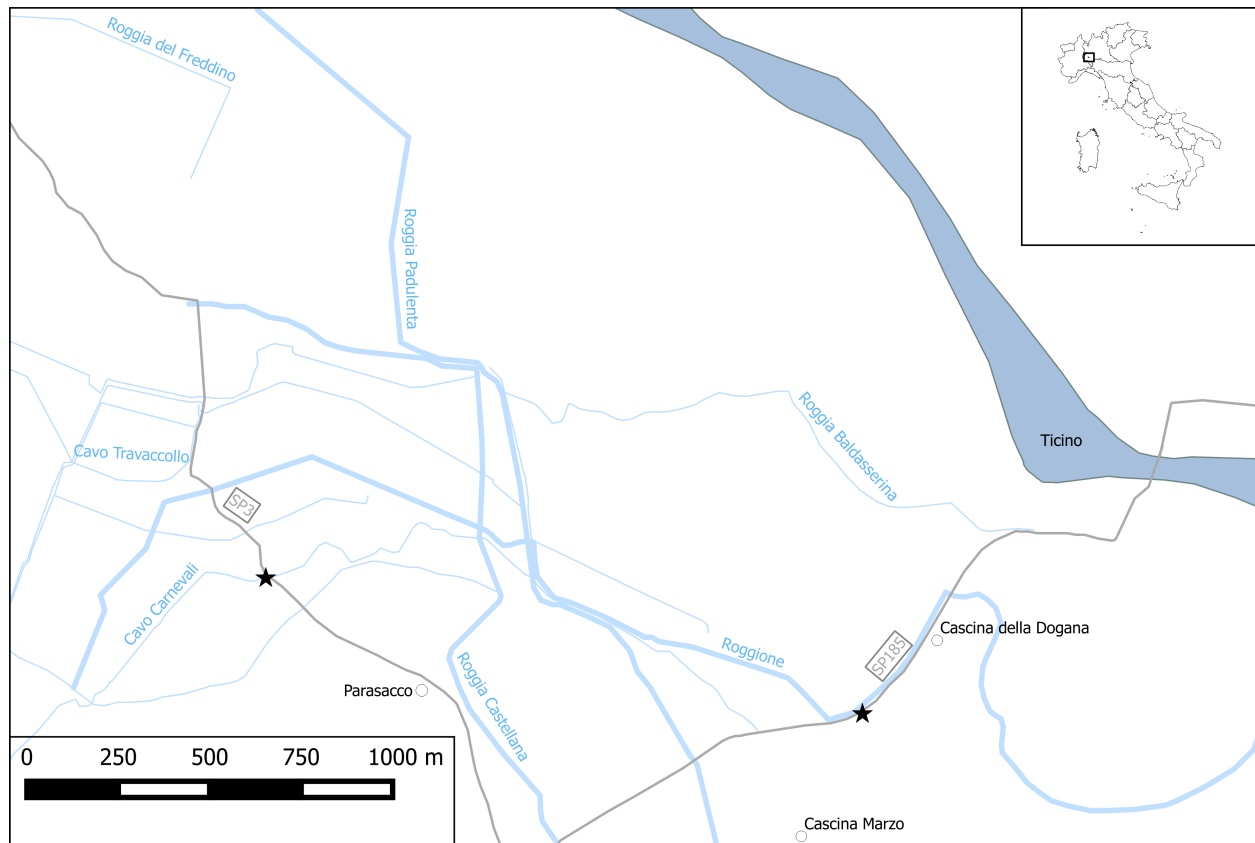 Roggia del Freddino
Roggia Padulenta
Roggia Baldasserina
Ticino
Cavo Travaccollo
SP3
Cavo Carnevali
Roggione
SP185
Cascina della Dogana
Parasacco
Roggia Castellana
0 250 500 750 1000 m
Cascina Marzo